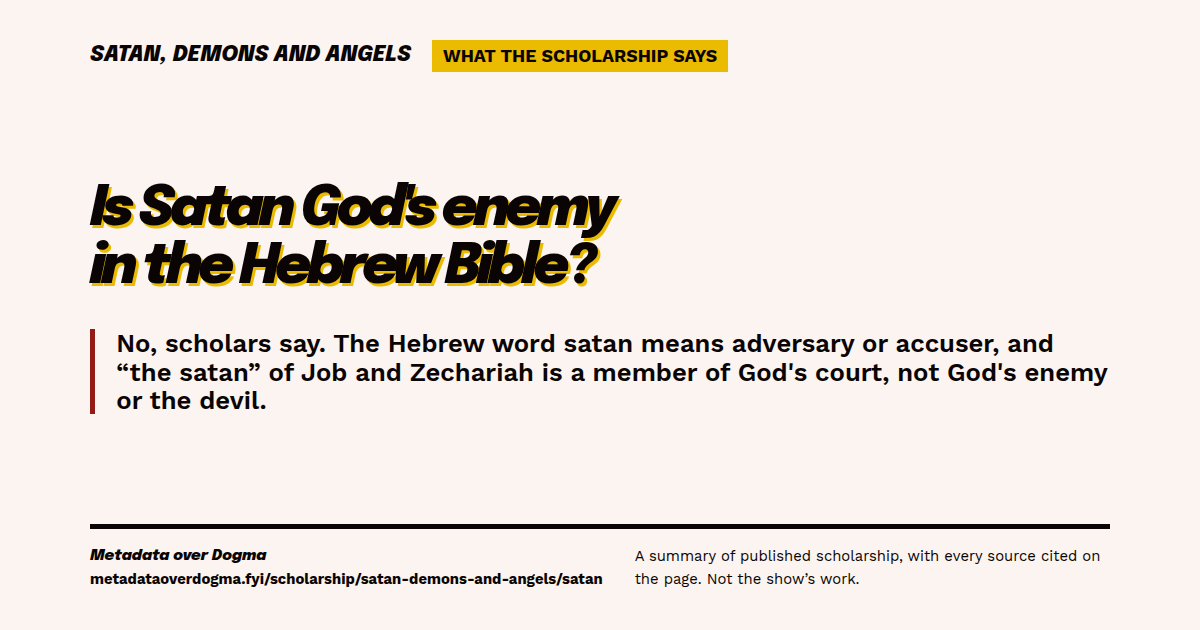 SATAN, DEMONS AND ANGELS
WHAT THE SCHOLARSHIP SAYS
Is Satan God's enemy
in the Hebrew Bible?
No, scholars say. The Hebrew word satan means adversary or accuser, and
“the satan” of Job and Zechariah is a member of God's court, not God's enemy
or the devil.
Metadata over Dogma
metadataoverdogma.fyi/scholarship/satan-demons-and-angels/satan
A summary of published scholarship, with every source cited on
the page. Not the show’s work.